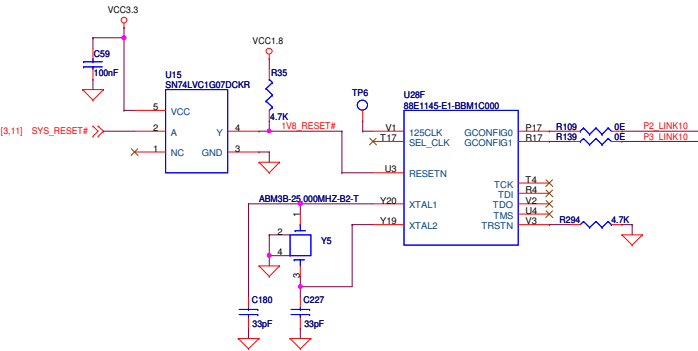 VCC3.3
C59
100nF
U15
SN74LVC1G07DCKR
5
VCC
[3,11] SYS_RESET#
2
A
Y
4
1
NC
GND
3
VCC1.8
R35
4.7K
1V8_RESET#
TP6
U28F
88E1145-E1-BBM1C000
V1
125CLK
T17
SEL_CLK
U3
RESETN
Y20
XTAL1
Y19
XTAL2
GCONFIG0
P17
R109
0E
P2_LINK10
GCONFIG1
R17
R139
0E
P3_LINK10
TCK
T4
TDI
R4
TDO
V2
TMS
U4
TRSTN
V3
R294
4.7K
ABM3B-25.000MHZ-B2-T
1
2
4
3
Y5
C180
33pF
C227
33pF